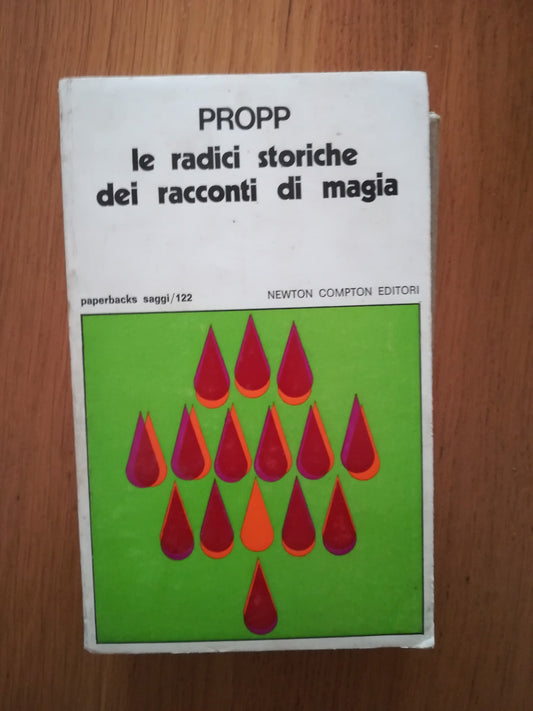 PROPP
le radici storiche
dei racconti di magia
paperbacks saggi/122
NEWTON COMPTON EDITORI